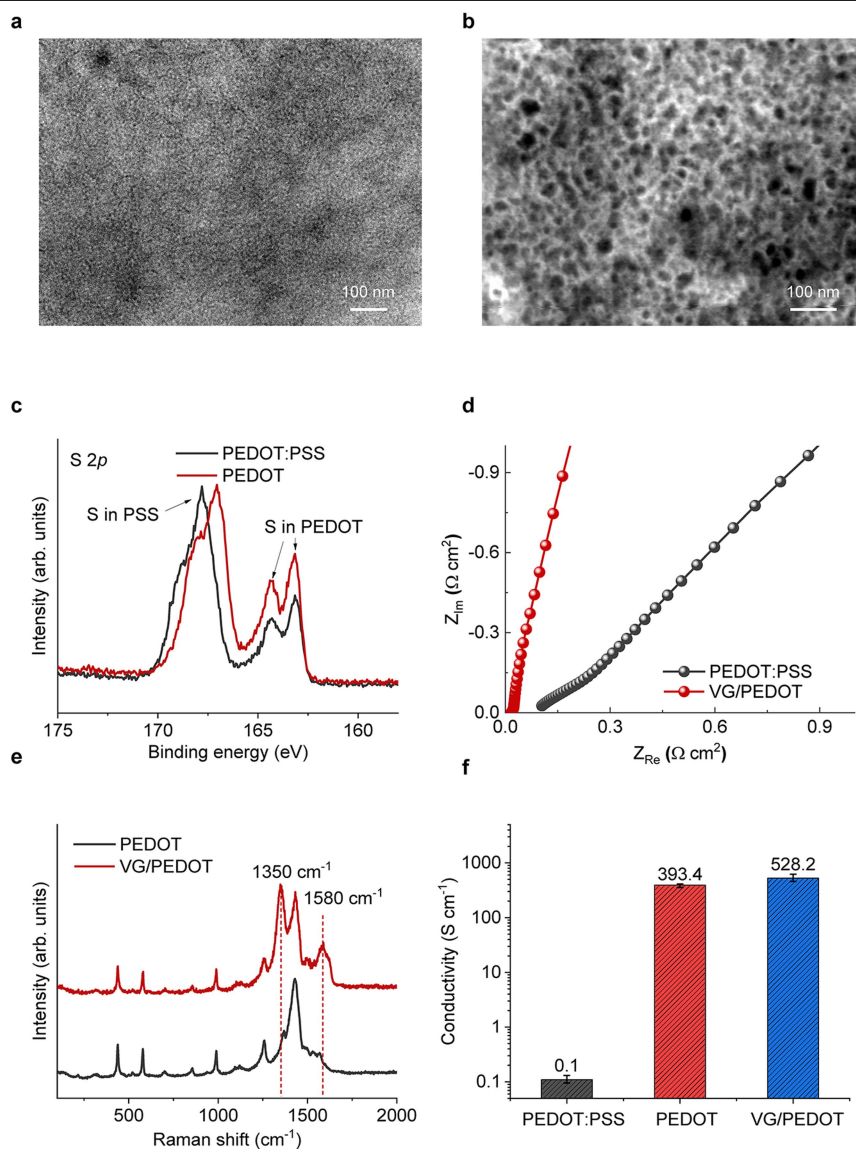 a
100 nm
b
100 nm
c
S 2p
PEDOT:PSS
PEDOT
S in PSS
S in PEDOT
Intensity (arb. units)
175
170
165
160
Binding energy (eV)
d
-0.9
-0.6
-0.3
0.0
Z_Im (Ω cm²)
PEDOT:PSS
VG/PEDOT
0.0
0.3
0.6
0.9
Z_Re (Ω cm²)
e
PEDOT
VG/PEDOT
1350 cm⁻¹
1580 cm⁻¹
Intensity (arb. units)
500
1000
1500
2000
Raman shift (cm⁻¹)
f
Conductivity (S cm⁻¹)
1000
100
10
1
0.1
0.1
393.4
528.2
PEDOT:PSS
PEDOT
VG/PEDOT